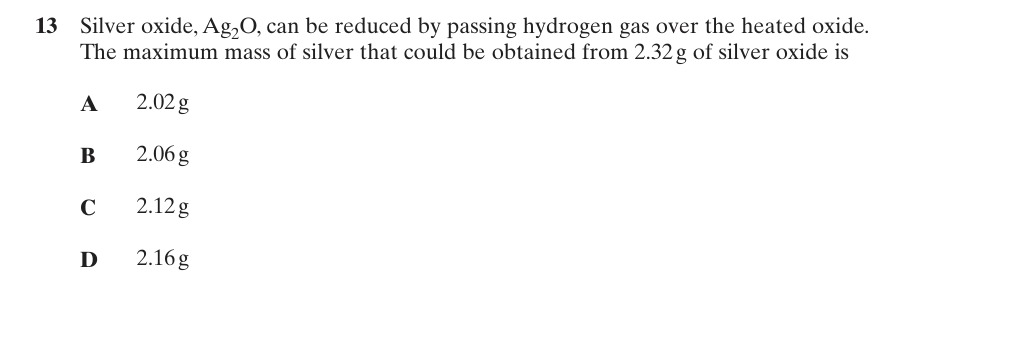 13 Silver oxide, Ag₂O, can be reduced by passing hydrogen gas over the heated oxide.
The maximum mass of silver that could be obtained from 2.32 g of silver oxide is
A 2.02 g
B 2.06 g
C 2.12 g
D 2.16 g